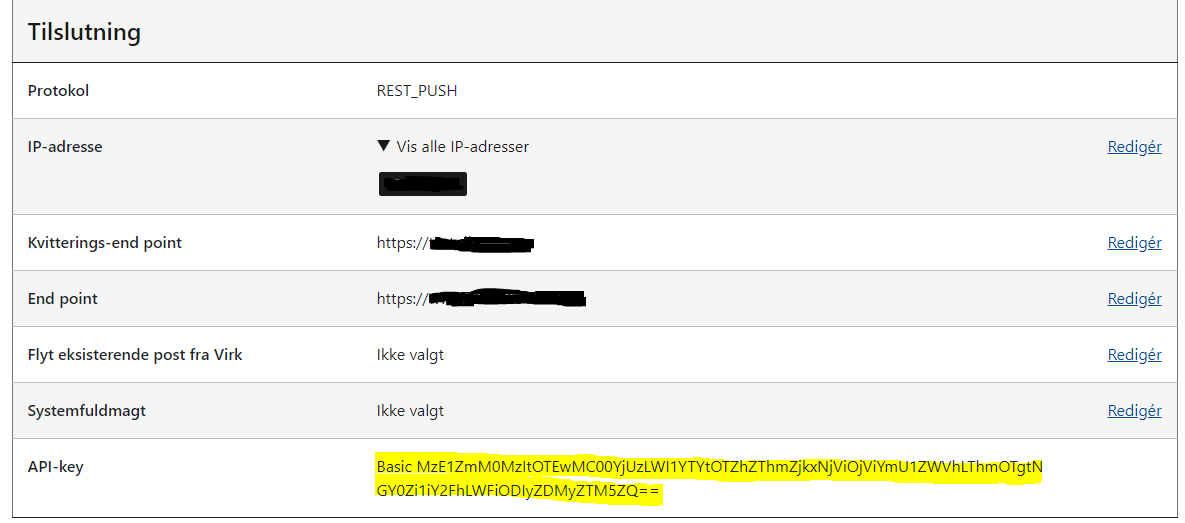 Tilslutning
Protokol REST_PUSH
IP-adresse ▼ Vis alle IP-adresser Redigér
Kvitterings-end point https:// Redigér
End point https:// Redigér
Flyt eksisterende post fra Virk Ikke valgt Redigér
Systemfuldmagt Ikke valgt Redigér
API-key Basic MzE1ZmM0MzItOTEwMC00YjUzLWI1YTYtOTZhZThmZjkxNjViOjViYmU1ZWVhLThmOTgtN
GY0Zi1iY2FhLWFiODIyZDMyZTM5ZQ==